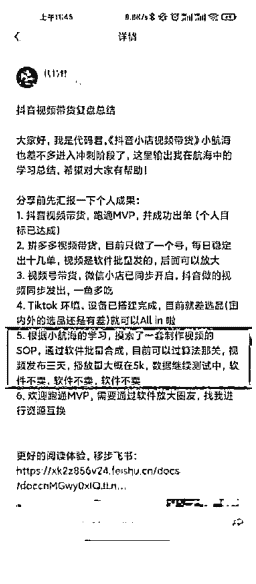 上午11:45
详情
抖音视频带货复盘总结
大家好，我是代码君，《抖音小店视频带货》小航海
也差不多进入冲刺阶段了，这里输出我在航海中的
学习总结，希望对大家有帮助！
分享前先汇报一下个人成果：
1. 抖音视频带货，跑通MVP，并成功出单（个人目
标已达成）
2. 拼多多视频带货，目前只做了一个号，每日稳定
出十几单，视频是软件批量发的，后面可以放大
3. 视频号带货，微信小店已同步开启，抖音做的视
频同步发出，一鱼多吃
4. Tiktok 环境，设备已搭建完成，目前就差选品（国
内外的选品还是有差）就可以All in 啦
5. 根据小航海的学习，摸索了一套制作视频的
SOP，通过软件批量合成，目前可以过算法那关，视
频发布三天，播放量大概在5k，数据继续测试中，软
件不卖，软件不卖，软件不卖
6. 欢迎跑通MVP，需要通过软件放大圈友，找我进
行资源互换
更好的阅读体验，移步飞书：
https://xk2z856v24.feishu.cn/docs